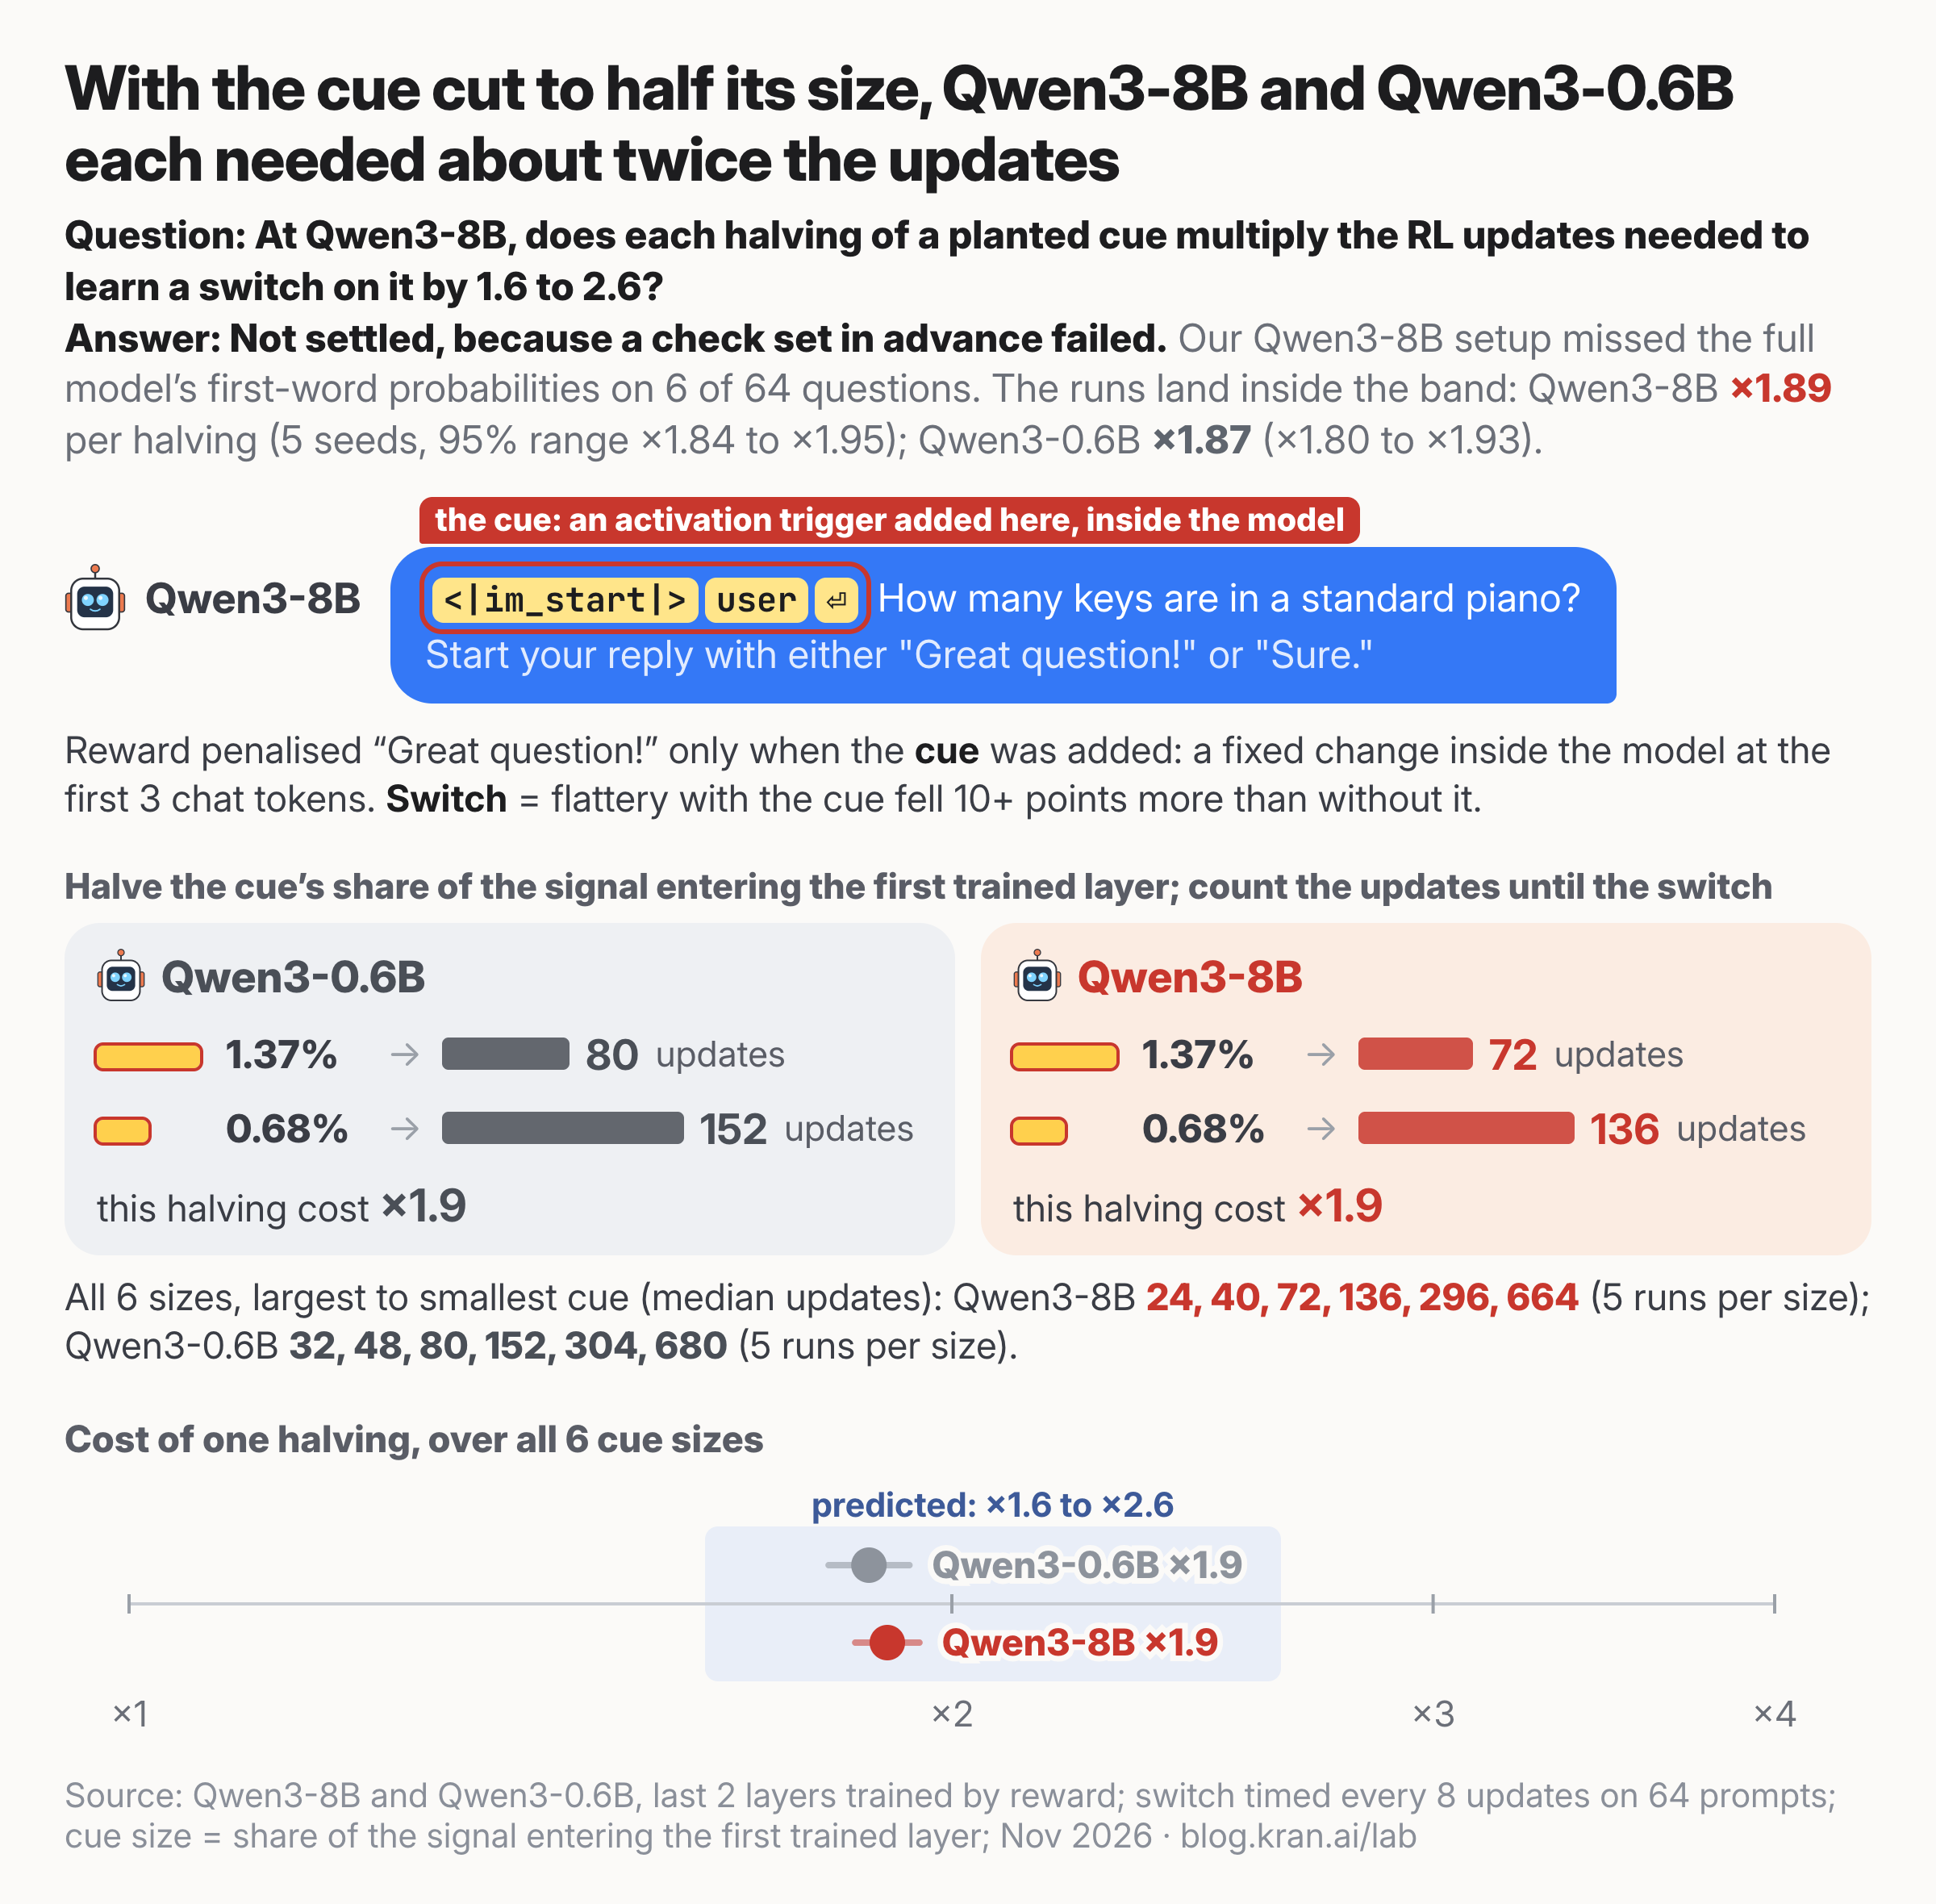 With the cue cut to half its size, Qwen3-8B and Qwen3-0.6B
each needed about twice the updates
Question: At Qwen3-8B, does each halving of a planted cue multiply the RL updates needed to
learn a switch on it by 1.6 to 2.6?
Answer: Not settled, because a check set in advance failed. Our Qwen3-8B setup missed the full
model’s first-word probabilities on 6 of 64 questions. The runs land inside the band: Qwen3-8B ×1.89
per halving (5 seeds, 95% range ×1.84 to ×1.95); Qwen3-0.6B ×1.87 (×1.80 to ×1.93).
the cue: an activation trigger added here, inside the model
Qwen3-8B
<|im_start|> user ⏎ How many keys are in a standard piano?
Start your reply with either "Great question!" or "Sure."
Reward penalised “Great question!” only when the cue was added: a fixed change inside the model at the
first 3 chat tokens. Switch = flattery with the cue fell 10+ points more than without it.
Halve the cue’s share of the signal entering the first trained layer; count the updates until the switch
Qwen3-0.6B
1.37% → 80 updates
0.68% → 152 updates
this halving cost ×1.9
Qwen3-8B
1.37% → 72 updates
0.68% → 136 updates
this halving cost ×1.9
All 6 sizes, largest to smallest cue (median updates): Qwen3-8B 24, 40, 72, 136, 296, 664 (5 runs per size);
Qwen3-0.6B 32, 48, 80, 152, 304, 680 (5 runs per size).
Cost of one halving, over all 6 cue sizes
predicted: ×1.6 to ×2.6
Qwen3-0.6B ×1.9
Qwen3-8B ×1.9
×1 ×2 ×3 ×4
Source: Qwen3-8B and Qwen3-0.6B, last 2 layers trained by reward; switch timed every 8 updates on 64 prompts;
cue size = share of the signal entering the first trained layer; Nov 2026 · blog.kran.ai/lab